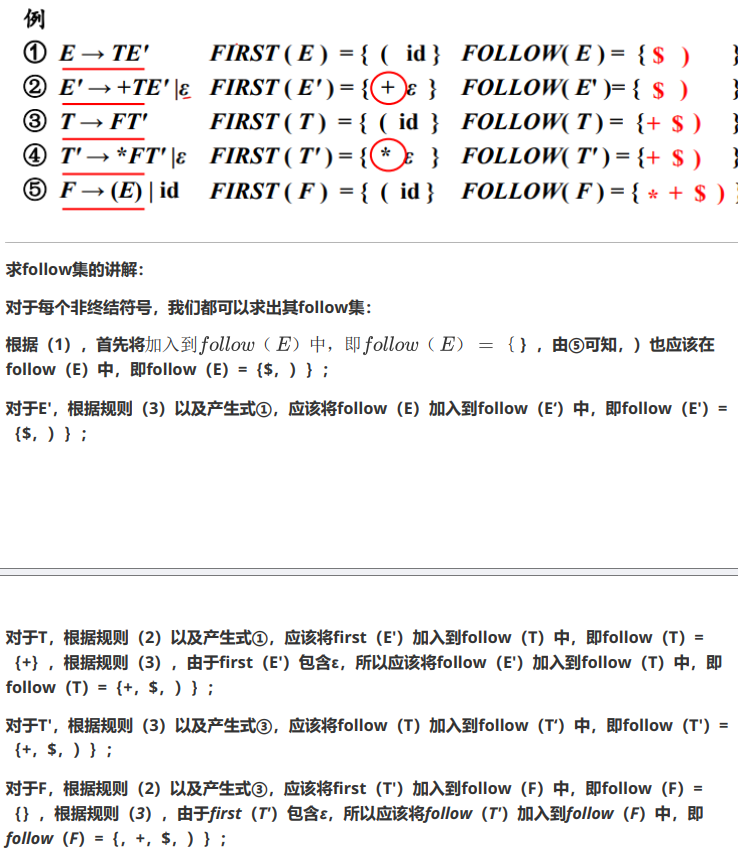 例
① E → TE' FIRST ( E ) = { ( id } FOLLOW( E ) = { $ ) }
② E' → +TE' |ε FIRST ( E' ) = { + ε } FOLLOW( E' )= { $ ) }
③ T → FT' FIRST ( T ) = { ( id } FOLLOW( T ) = {+ $ ) }
④ T' → *FT' |ε FIRST ( T' ) = { * ε } FOLLOW( T' ) = {+ $ ) }
⑤ F → (E) | id FIRST ( F ) = { ( id } FOLLOW( F ) = { * + $ ) }
求follow集的讲解：
对于每个非终结符号，我们都可以求出其follow集：
根据（1），首先将加入到follow（E）中，即follow（E） = {｝，由⑤可知，）也应该在
follow（E）中，即follow（E）=｛$，）｝；
对于E'，根据规则（3）以及产生式①，应该将follow（E）加入到follow（E‘）中，即follow（E'）=
｛$，）｝；
对于T，根据规则（2）以及产生式①，应该将first（E'）加入到follow（T）中，即follow（T）=
｛+｝，根据规则（3），由于first（E'）包含ε，所以应该将follow（E'）加入到follow（T）中，即
follow（T）=｛+，$，）｝；
对于T'，根据规则（3）以及产生式③，应该将follow（T）加入到follow（T‘）中，即follow（T'）=
｛+，$，）｝；
对于F，根据规则（2）以及产生式③，应该将first（T'）加入到follow（F）中，即follow（F）=
｛｝，根据规则（3），由于first（T'）包含ε，所以应该将follow（T'）加入到follow（F）中，即
follow（F）=｛，+，$，）｝；